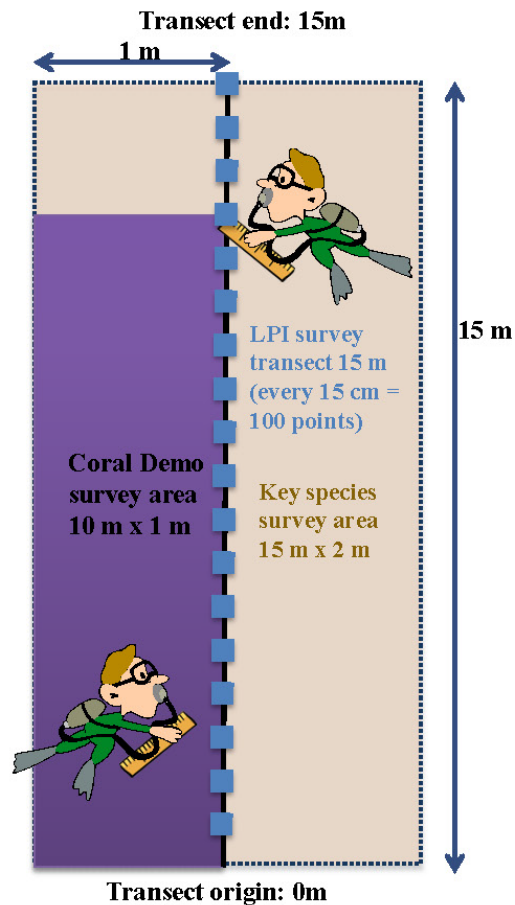 Transect end: 15m
1 m
15 m
LPI survey
transect 15 m
(every 15 cm =
100 points)
Coral Demo
survey area
10 m x 1 m
Key species
survey area
15 m x 2 m
Transect origin: 0m